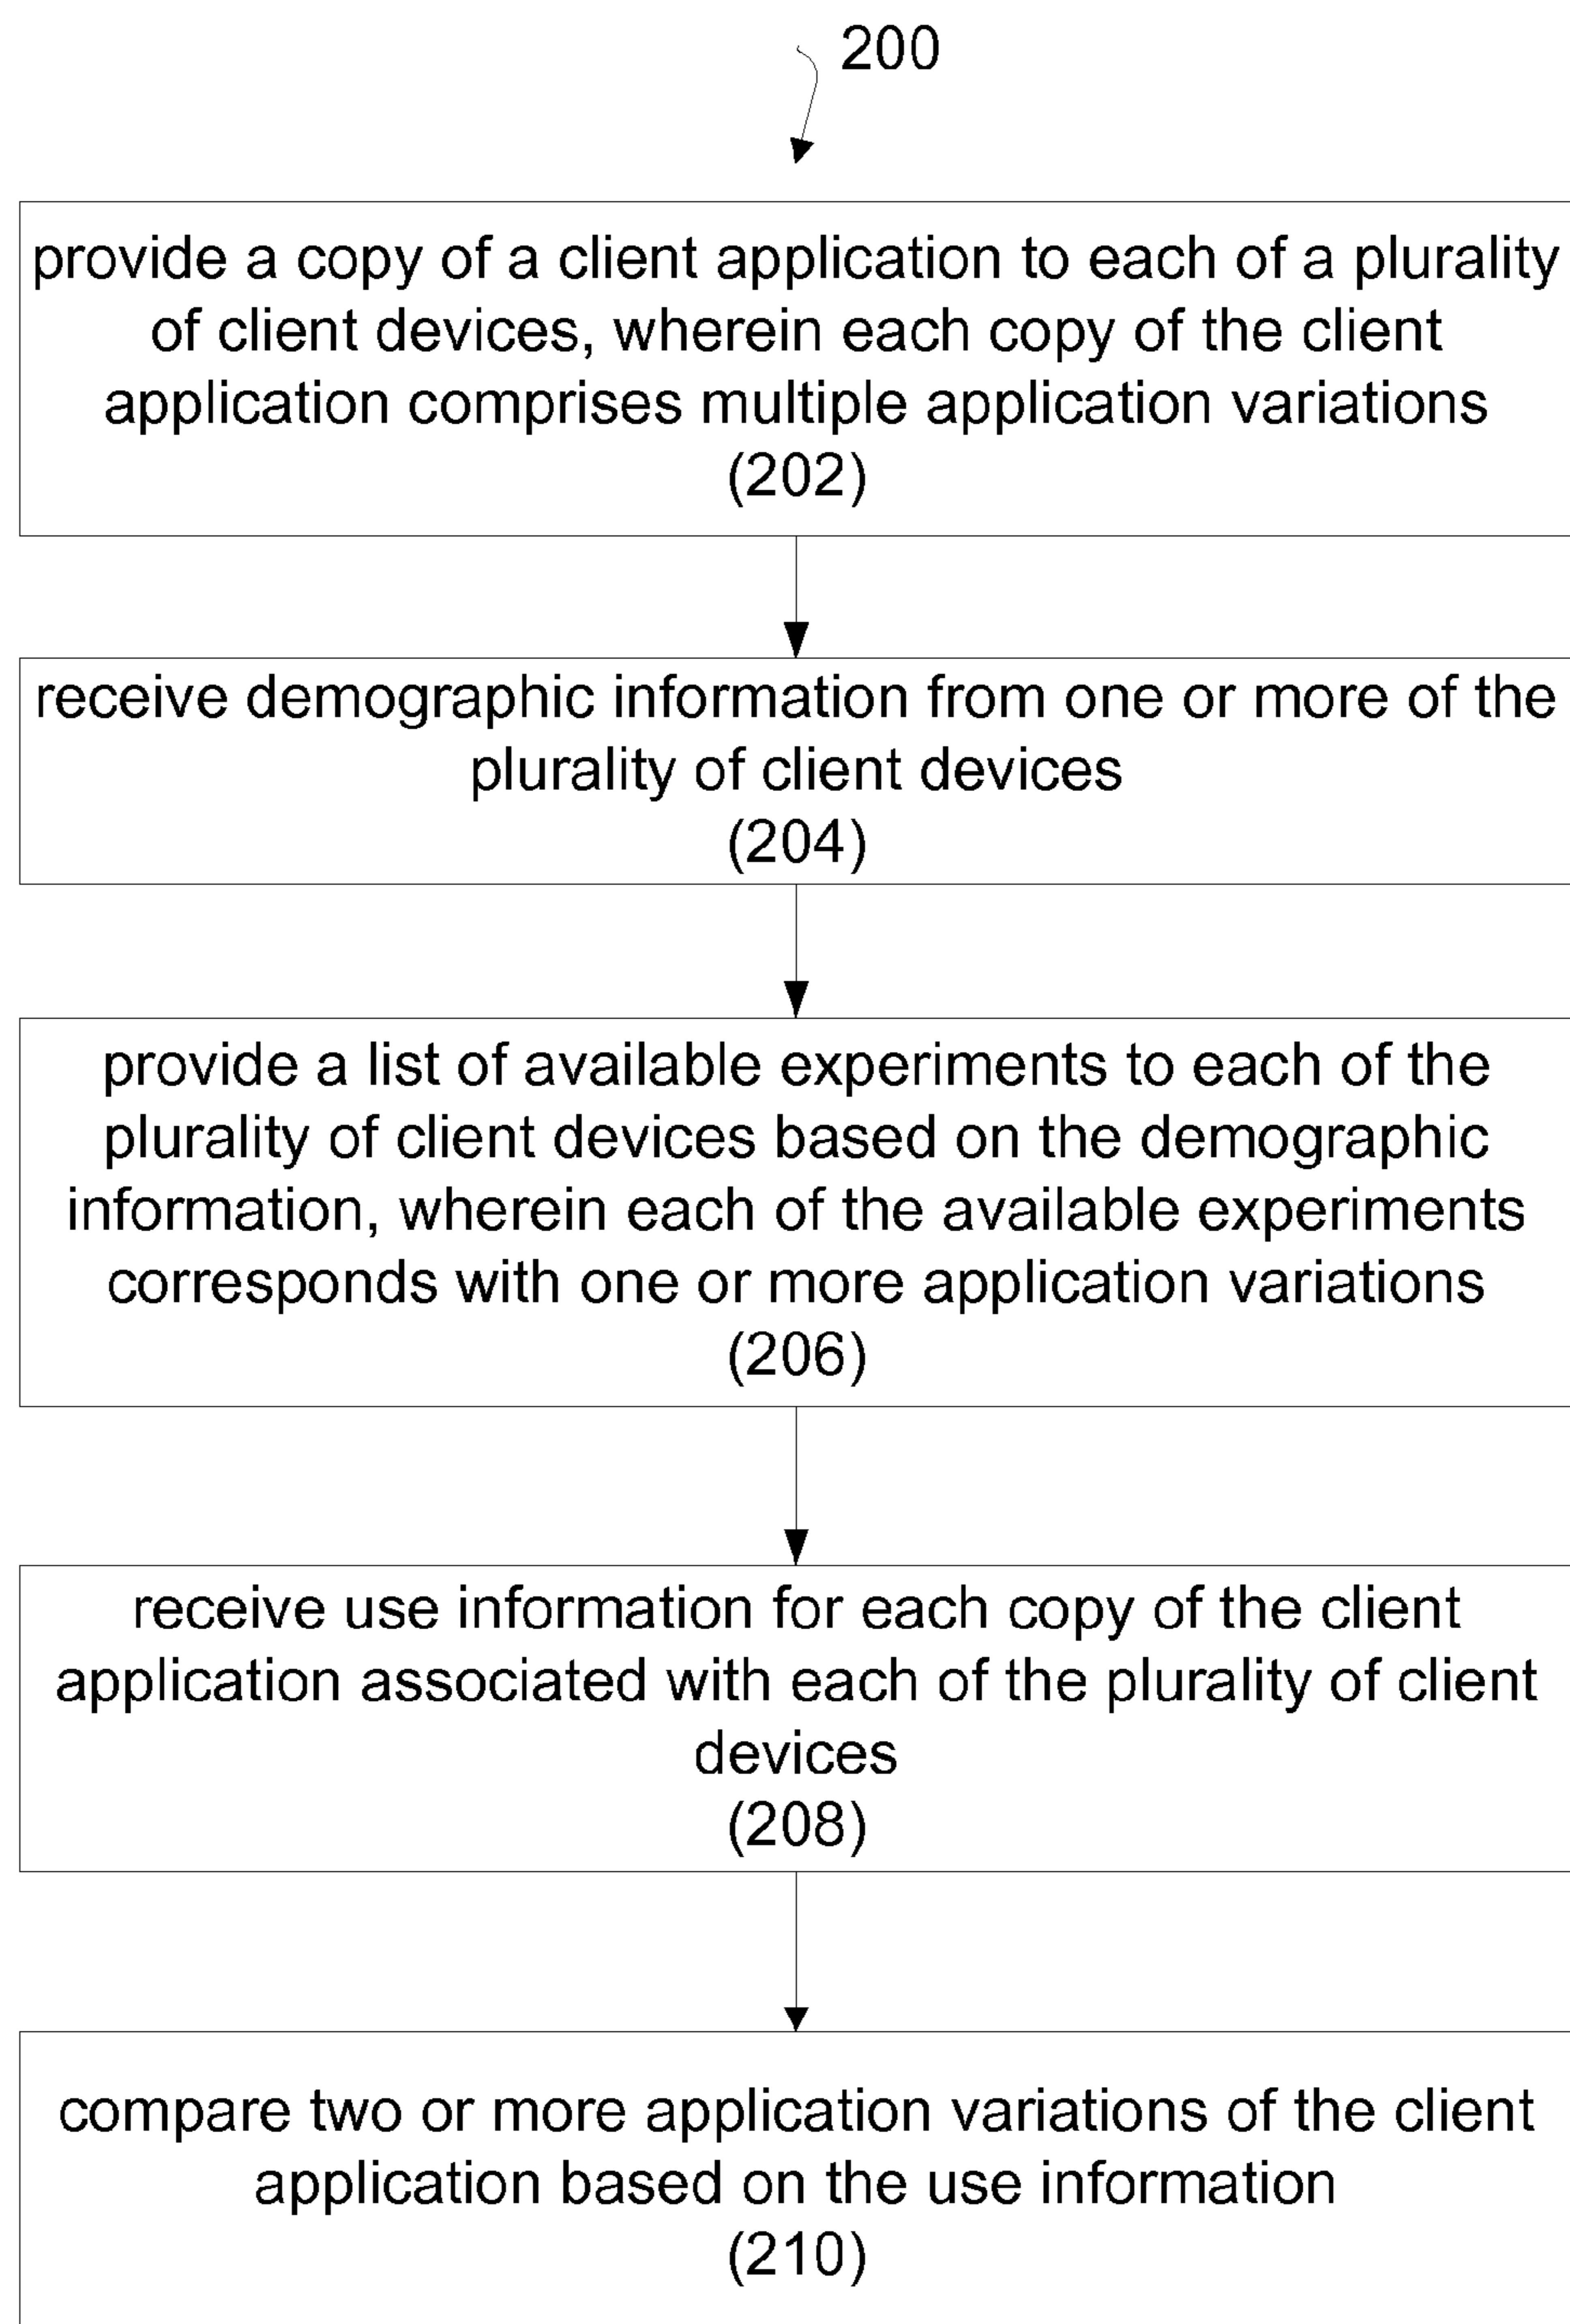 200
provide a copy of a client application to each of a plurality
of client devices, wherein each copy of the client
application comprises multiple application variations
(202)
receive demographic information from one or more of the
plurality of client devices
(204)
provide a list of available experiments to each of the
plurality of client devices based on the demographic
information, wherein each of the available experiments
corresponds with one or more application variations
(206)
receive use information for each copy of the client
application associated with each of the plurality of client
devices
(208)
compare two or more application variations of the client
application based on the use information
(210)